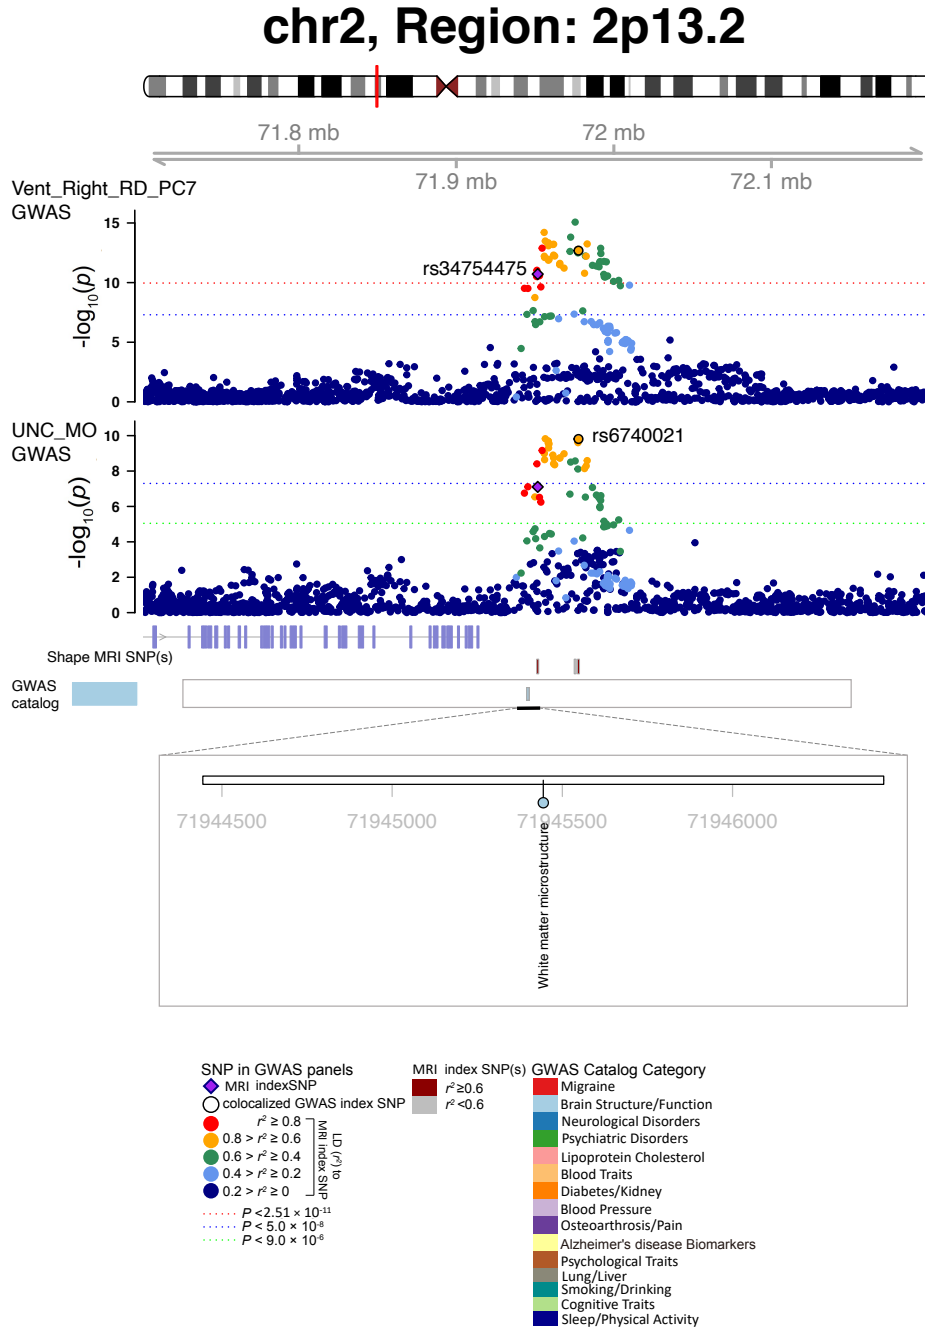 chr2, Region: 2p13.2
71.8 mb
72 mb
71.9 mb
72.1 mb
Vent_Right_RD_PC7
GWAS
15
10
5
0
-log10(p)
rs34754475
UNC_MO
GWAS
10
8
6
4
2
0
-log10(p)
rs6740021
Shape MRI SNP(s)
GWAS
catalog
71944500
71945000
71945500
71946000
White matter microstructure
SNP in GWAS panels
MRI indexSNP
colocalized GWAS index SNP
r² ≥ 0.8
0.8 > r² ≥ 0.6
0.6 > r² ≥ 0.4
0.4 > r² ≥ 0.2
0.2 > r² ≥ 0
LD (r²) to
MRI index SNP
P <2.51 × 10⁻¹¹
P < 5.0 × 10⁻⁸
P < 9.0 × 10⁻⁶
MRI index SNP(s)
r²≥0.6
r²<0.6
GWAS Catalog Category
Migraine
Brain Structure/Function
Neurological Disorders
Psychiatric Disorders
Lipoprotein Cholesterol
Blood Traits
Diabetes/Kidney
Blood Pressure
Osteoarthrosis/Pain
Alzheimer's disease Biomarkers
Psychological Traits
Lung/Liver
Smoking/Drinking
Cognitive Traits
Sleep/Physical Activity